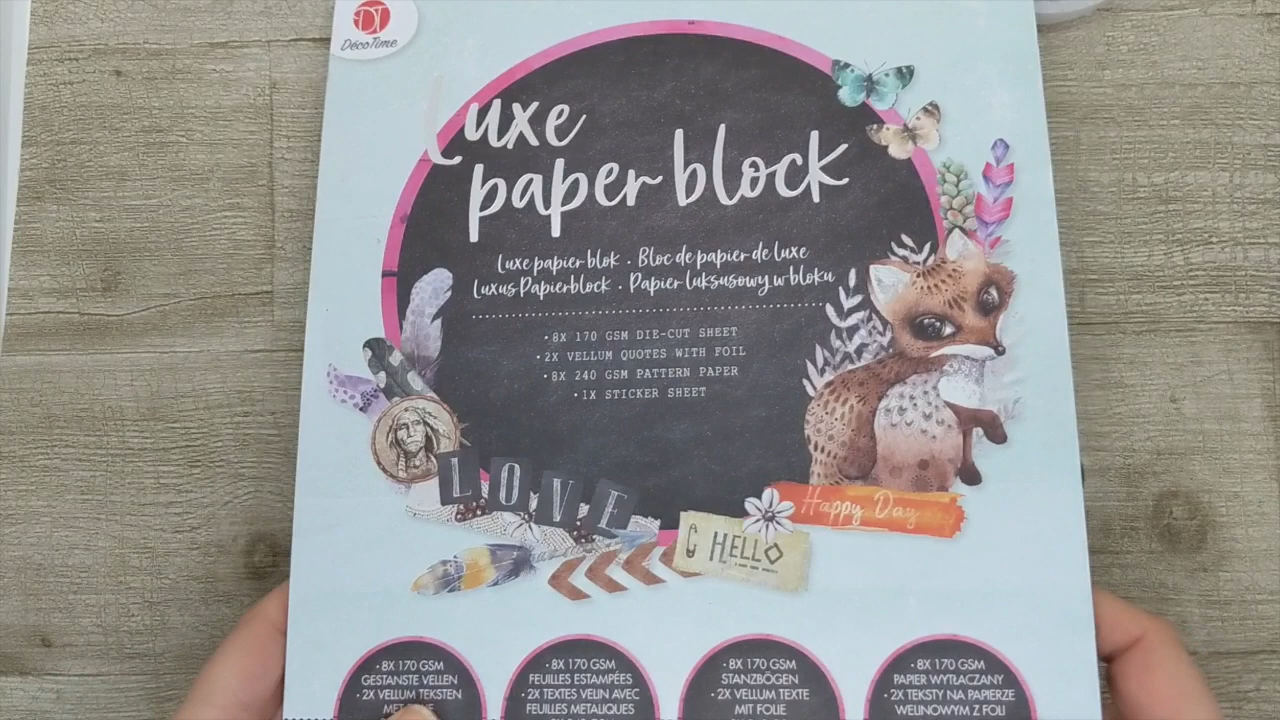 DT
DécoTime
Luxe
paper block
Luxe papier blok . Bloc de papier de luxe
Luxus Papierblock . Papier luksusowy w bloku
• 8X 170 GSM DIE-CUT SHEET
• 2X VELLUM QUOTES WITH FOIL
• 8X 240 GSM PATTERN PAPER
• 1X STICKER SHEET
LOVE
Happy Day
HELLO
• 8X 170 GSM
GESTANSTE VELLEN
• 2X VELLUM TEKSTEN
MET
• 8X 170 GSM
FEUILLES ESTAMPÉES
• 2X TEXTES VELIN AVEC
FEUILLES METALIQUES
• 8X 170 GSM
STANZBÖGEN
• 2X VELLUM TEXTE
MIT FOLIE
• 8X 170 GSM
PAPIER WYTŁACZANY
• 2X TEKSTY NA PAPIERZE
WELINOWYM Z FOLI